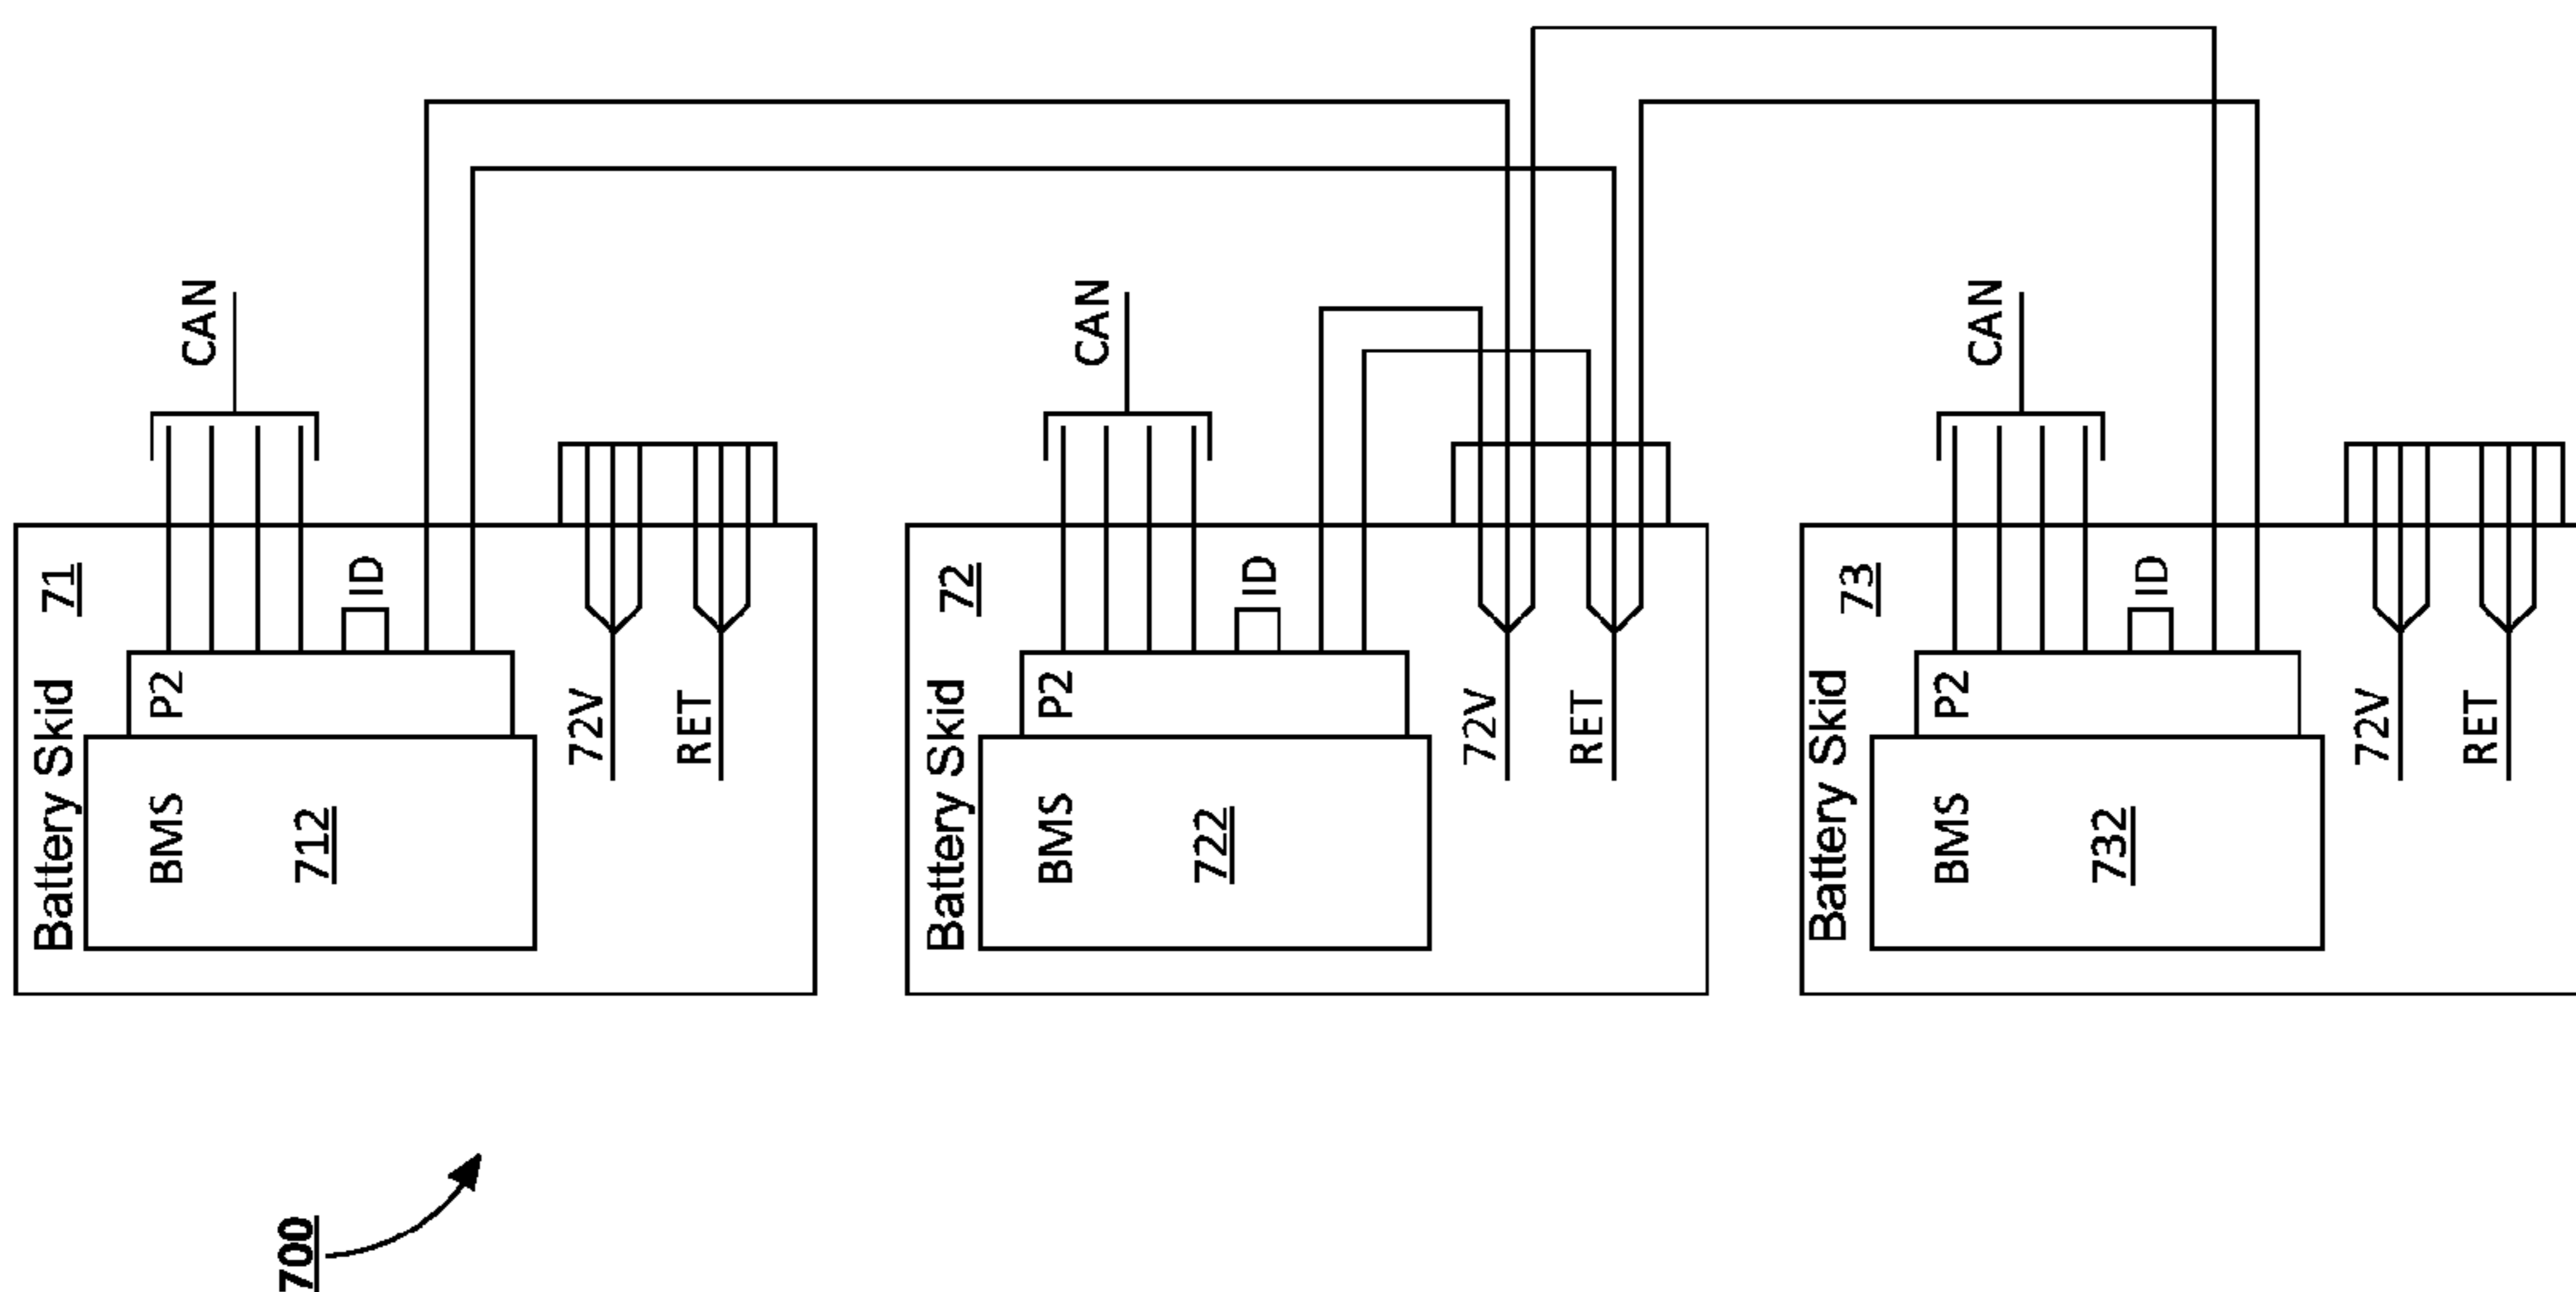 700
Battery Skid 71
BMS 712
P2
ID
CAN
72V
RET
Battery Skid 72
BMS 722
P2
ID
CAN
72V
RET
Battery Skid 73
BMS 732
P2
ID
CAN
72V
RET